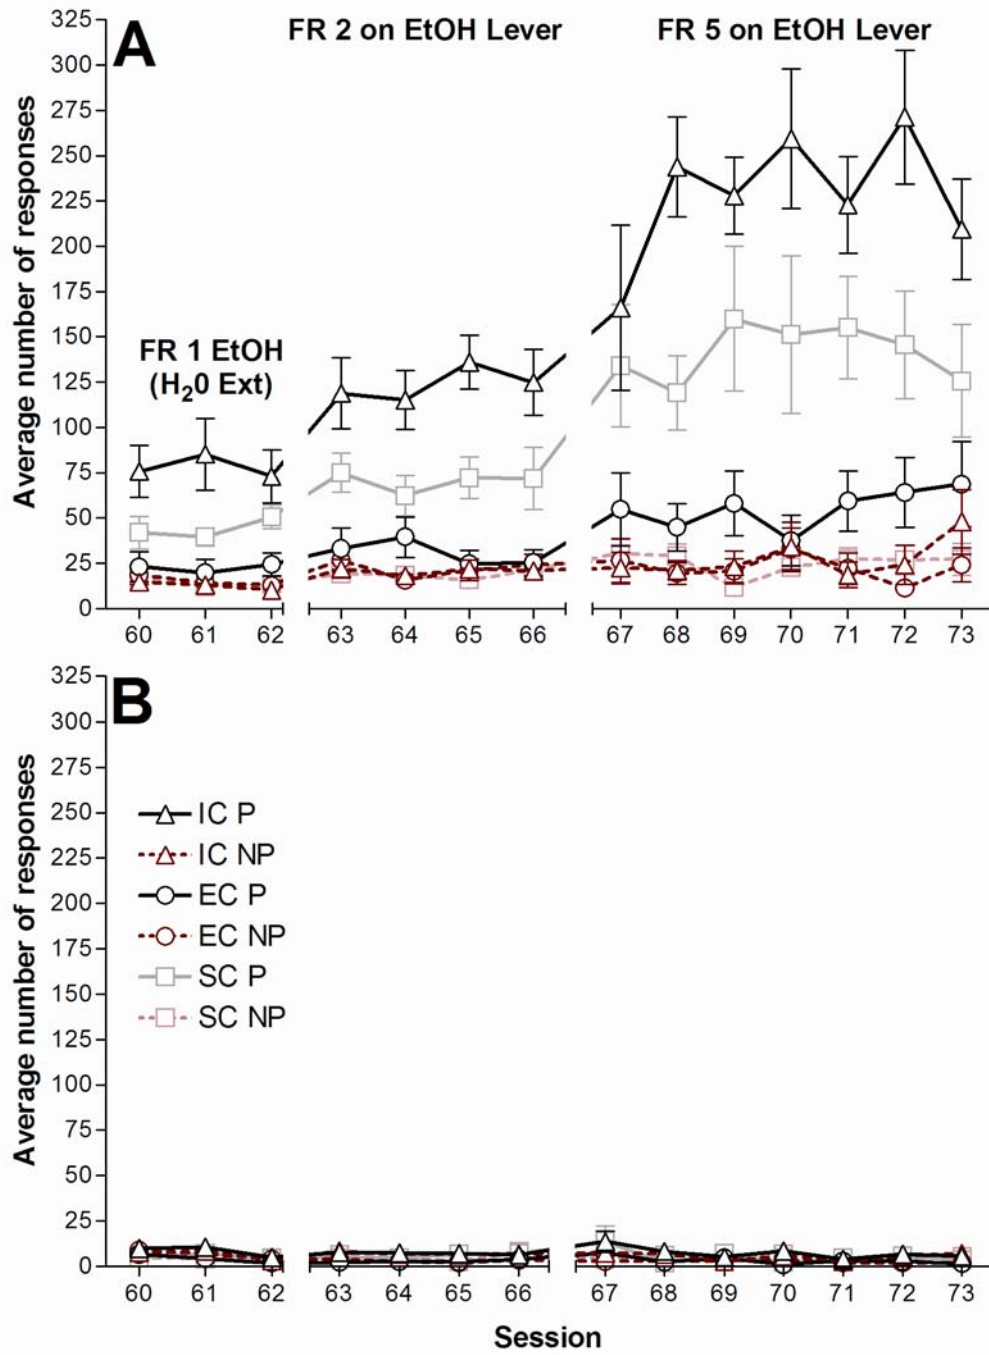 A
FR 2 on EtOH Lever
FR 5 on EtOH Lever
FR 1 EtOH
(H20 Ext)
Average number of responses
325
300
275
250
225
200
175
150
125
100
75
50
25
0
60 61 62 63 64 65 66 67 68 69 70 71 72 73
B
Average number of responses
325
300
275
250
225
200
175
150
125
100
75
50
25
0
IC P
IC NP
EC P
EC NP
SC P
SC NP
60 61 62 63 64 65 66 67 68 69 70 71 72 73
Session